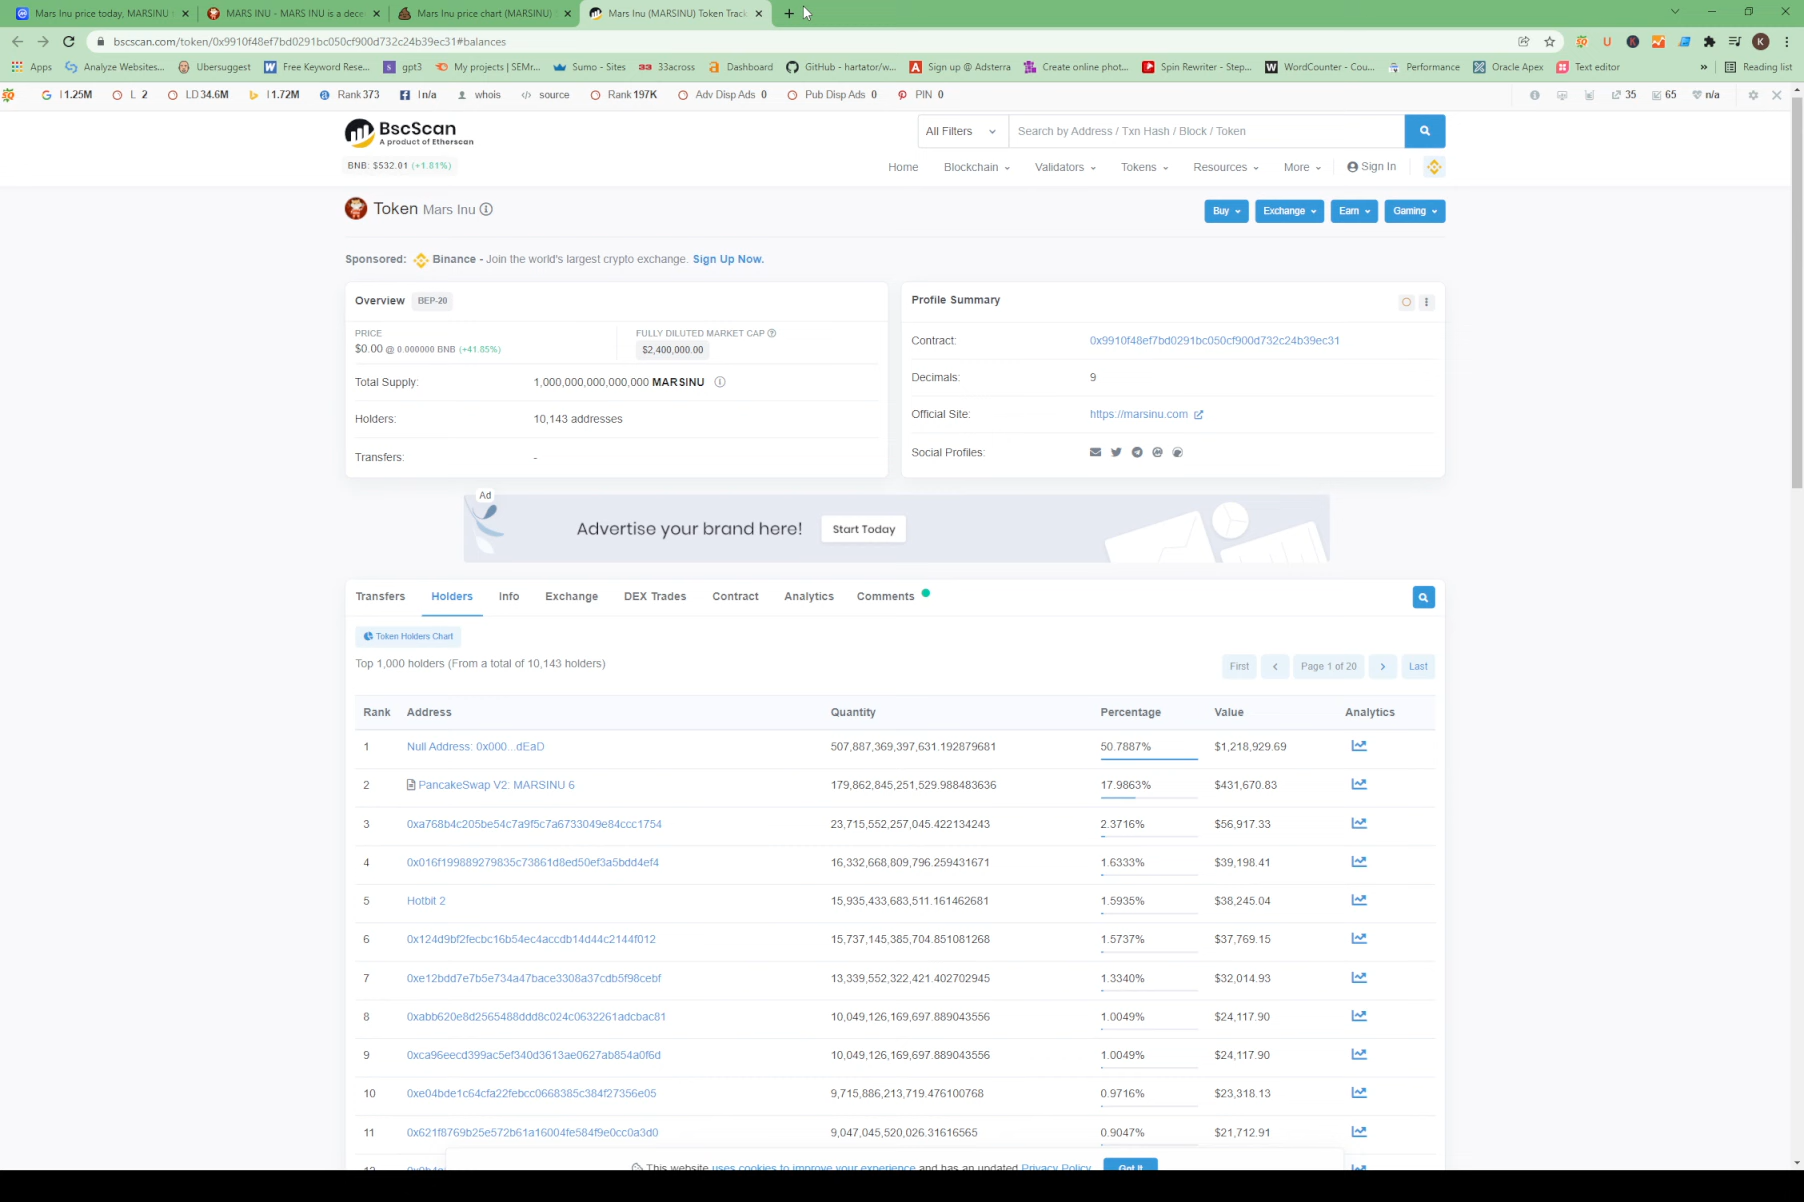 Mars Inu price today, MARSINU
MARS INU - MARS INU is a dece
Mars Inu price chart (MARSINU)
Mars Inu (MARSINU) Token Track
bscscan.com/token/0x9910f48ef7bd0291bc050cf900d732c24b39ec31#balances
Apps Analyze Websites... Ubersuggest Free Keyword Rese... gpt3 My projects | SEMr... Sumo - Sites 33across Dashboard GitHub - hartator/w... Sign up @ Adsterra Create online phot... Spin Rewriter - Step... WordCounter - Cou... Performance Oracle Apex Text editor » Reading list
I 1.25M L 2 LD 34.6M I 1.72M Rank 373 I n/a whois source Rank 197K Adv Disp Ads 0 Pub Disp Ads 0 PIN 0 35 65 n/a
BscScan
A product of Etherscan
All Filters Search by Address / Txn Hash / Block / Token
BNB: $532.01 (+1.81%)
Home Blockchain Validators Tokens Resources More Sign In
Token Mars Inu
Buy Exchange Earn Gaming
Sponsored: Binance - Join the world's largest crypto exchange. Sign Up Now.
Overview BEP-20
PRICE
$0.00 @ 0.000000 BNB (+41.85%)
FULLY DILUTED MARKET CAP
$2,400,000.00
Total Supply: 1,000,000,000,000,000 MARSINU
Holders: 10,143 addresses
Transfers: -
Profile Summary
Contract: 0x9910f48ef7bd0291bc050cf900d732c24b39ec31
Decimals: 9
Official Site: https://marsinu.com
Social Profiles:
Ad
Advertise your brand here! Start Today
Transfers Holders Info Exchange DEX Trades Contract Analytics Comments
Token Holders Chart
Top 1,000 holders (From a total of 10,143 holders)
First Page 1 of 20 Last
Rank Address Quantity Percentage Value Analytics
1 Null Address: 0x000...dEaD 507,887,369,397,631.192879681 50.7887% $1,218,929.69
2 PancakeSwap V2: MARSINU 6 179,862,845,251,529.988483636 17.9863% $431,670.83
3 0xa768b4c205be54c7a9f5c7a6733049e84ccc1754 23,715,552,257,045.422134243 2.3716% $56,917.33
4 0x016f199889279835c73861d8ed50ef3a5bdd4ef4 16,332,668,809,796.259431671 1.6333% $39,198.41
5 Hotbit 2 15,935,433,683,511.161462681 1.5935% $38,245.04
6 0x124d9bf2fecbc16b54ec4accdb14d44c2144f012 15,737,145,385,704.851081268 1.5737% $37,769.15
7 0xe12bdd7e7b5e734a47bace3308a37cdb5f98cebf 13,339,552,322,421.402702945 1.3340% $32,014.93
8 0xabb620e8d2565488ddd8c024c0632261adcbac81 10,049,126,169,697.889043556 1.0049% $24,117.90
9 0xca96eecd399ac5ef340d3613ae0627ab854a0f6d 10,049,126,169,697.889043556 1.0049% $24,117.90
10 0xe04bde1c64cfa22febcc0668385c384f27356e05 9,715,886,213,719.476100768 0.9716% $23,318.13
11 0x621f8769b25e572b61a16004fe584f9e0cc0a3d0 9,047,045,520,026.31616565 0.9047% $21,712.91
This website uses cookies to improve your experience and has an updated Privacy Policy. Got It